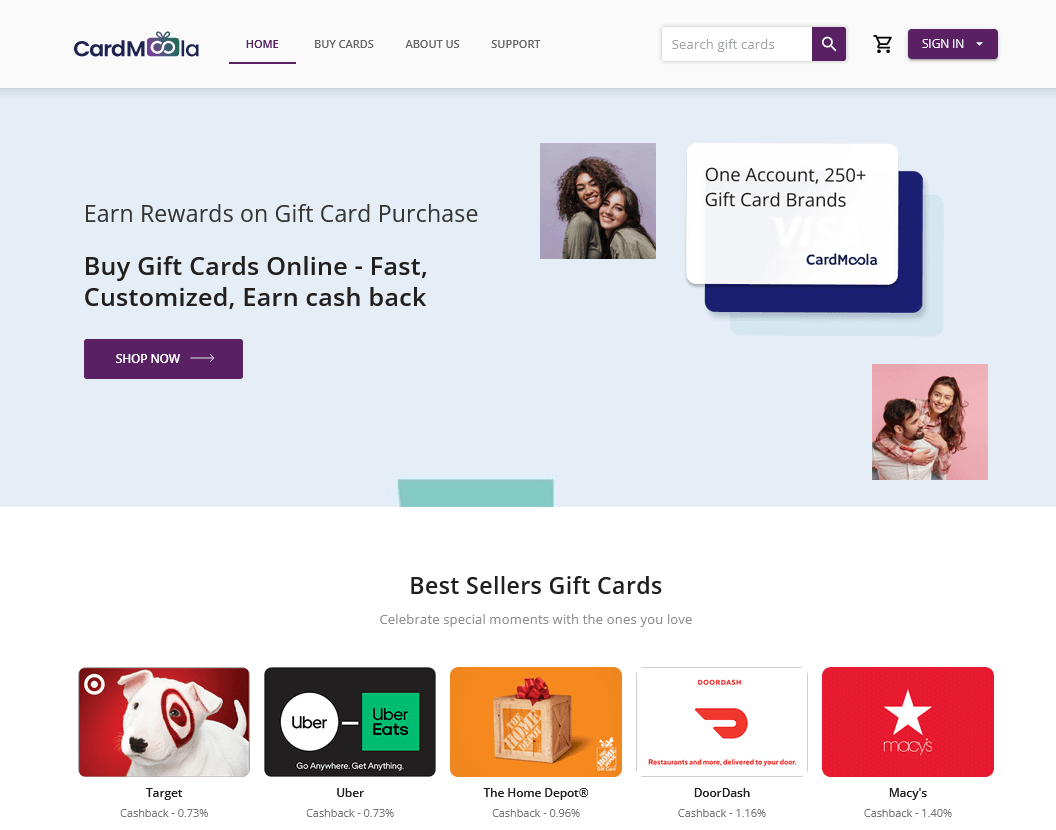 CardMoola
HOME
BUY CARDS
ABOUT US
SUPPORT
Search gift cards
SIGN IN
Earn Rewards on Gift Card Purchase
Buy Gift Cards Online - Fast,
Customized, Earn cash back
SHOP NOW
One Account, 250+
Gift Card Brands
VISA
CardMoola
Best Sellers Gift Cards
Celebrate special moments with the ones you love
Uber
Uber
Eats
Go Anywhere. Get Anything.
THE
HOME
DEPOT
DOORDASH
Restaurants and more, delivered to your door.
macy's
Target
Uber
The Home Depot®
DoorDash
Macy's
Cashback - 0.73%
Cashback - 0.73%
Cashback - 0.96%
Cashback - 1.16%
Cashback - 1.40%